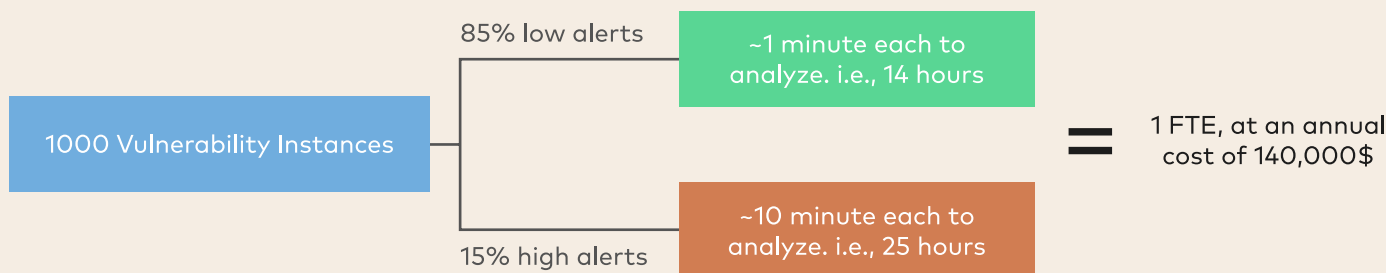 85% low alerts
~1 minute each to
analyze. i.e., 14 hours
1000 Vulnerability Instances
=
1 FTE, at an annual
cost of 140,000$
~10 minute each to
analyze. i.e., 25 hours
15% high alerts